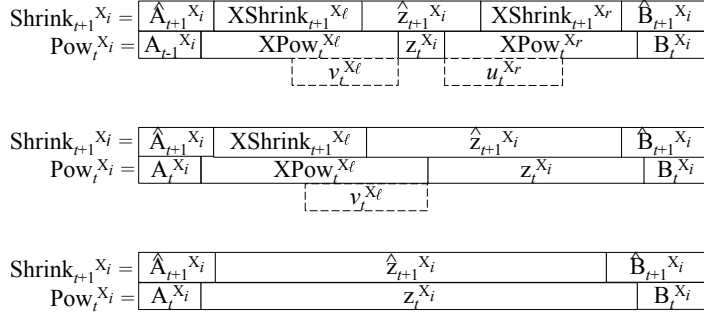 Shrink_{t+1}^{X_i} = Â_{t+1}^{X_i} XShrink_{t+1}^{X_ℓ} ẑ_{t+1}^{X_i} XShrink_{t+1}^{X_r} B̂_{t+1}^{X_i}
Pow_t^{X_i} = A_{t-1}^{X_i} XPow_t^{X_ℓ} z_t^{X_i} XPow_t^{X_r} B_t^{X_i}
v_t^{X_ℓ} u_t^{X_r}
Shrink_{t+1}^{X_i} = Â_{t+1}^{X_i} XShrink_{t+1}^{X_ℓ} ẑ_{t+1}^{X_i} B̂_{t+1}^{X_i}
Pow_t^{X_i} = A_t^{X_i} XPow_t^{X_ℓ} z_t^{X_i} B_t^{X_i}
v_t^{X_ℓ}
Shrink_{t+1}^{X_i} = Â_{t+1}^{X_i} ẑ_{t+1}^{X_i} B̂_{t+1}^{X_i}
Pow_t^{X_i} = A_t^{X_i} z_t^{X_i} B_t^{X_i}